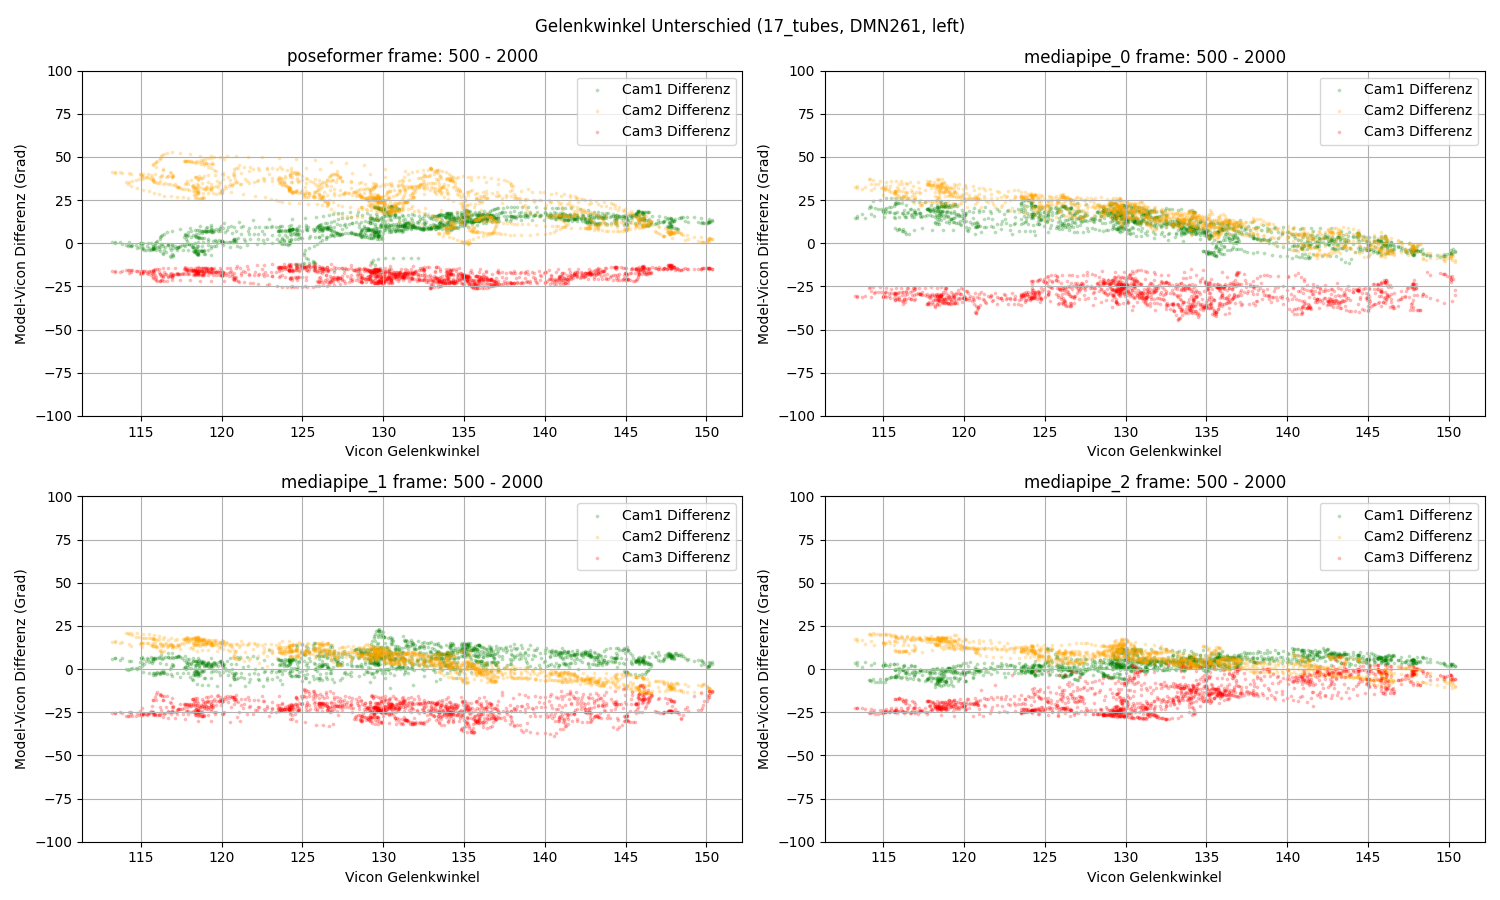 Gelenkwinkel Unterschied (17_tubes, DMN261, left)
poseformer frame: 500 - 2000
100
75
50
25
0
−25
−50
−75
−100
Model-Vicon Differenz (Grad)
Cam1 Differenz
Cam2 Differenz
Cam3 Differenz
115 120 125 130 135 140 145 150
Vicon Gelenkwinkel
mediapipe_0 frame: 500 - 2000
100
75
50
25
0
−25
−50
−75
−100
Model-Vicon Differenz (Grad)
Cam1 Differenz
Cam2 Differenz
Cam3 Differenz
115 120 125 130 135 140 145 150
Vicon Gelenkwinkel
mediapipe_1 frame: 500 - 2000
100
75
50
25
0
−25
−50
−75
−100
Model-Vicon Differenz (Grad)
Cam1 Differenz
Cam2 Differenz
Cam3 Differenz
115 120 125 130 135 140 145 150
Vicon Gelenkwinkel
mediapipe_2 frame: 500 - 2000
100
75
50
25
0
−25
−50
−75
−100
Model-Vicon Differenz (Grad)
Cam1 Differenz
Cam2 Differenz
Cam3 Differenz
115 120 125 130 135 140 145 150
Vicon Gelenkwinkel